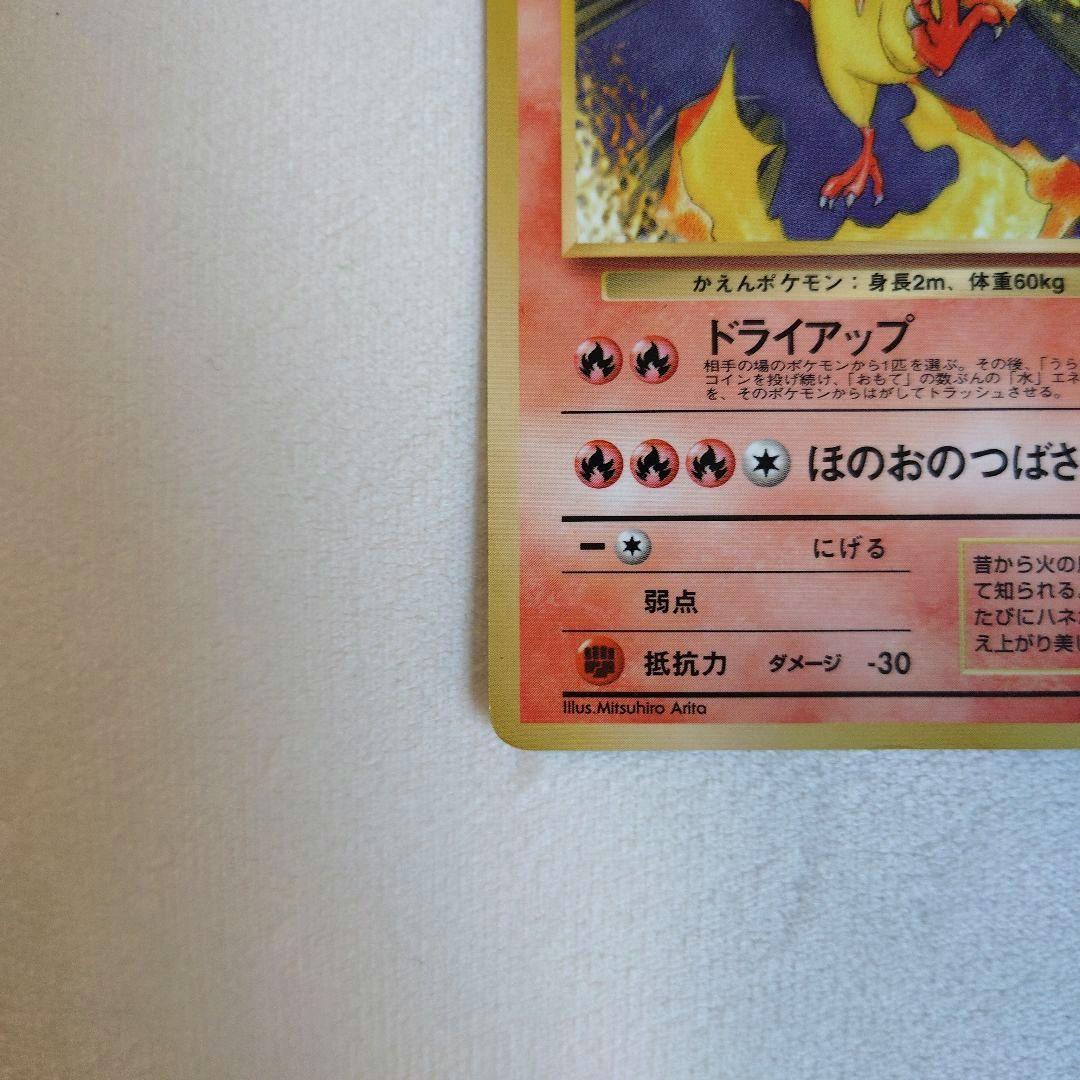 かえんポケモン：身長2m、体重60kg
ドライアップ
相手の場のポケモンから1匹を選ぶ。その後、「うら
コインを投げ続け、「おもて」の数ぶんの「水」エネ
を、そのポケモンからはがしてトラッシュさせる。
ほのおのつばさ
にげる
弱点
抵抗力 ダメージ -30
昔から火の鳥
て知られる。
たびにハネが
え上がり美し
Illus.Mitsuhiro Arita